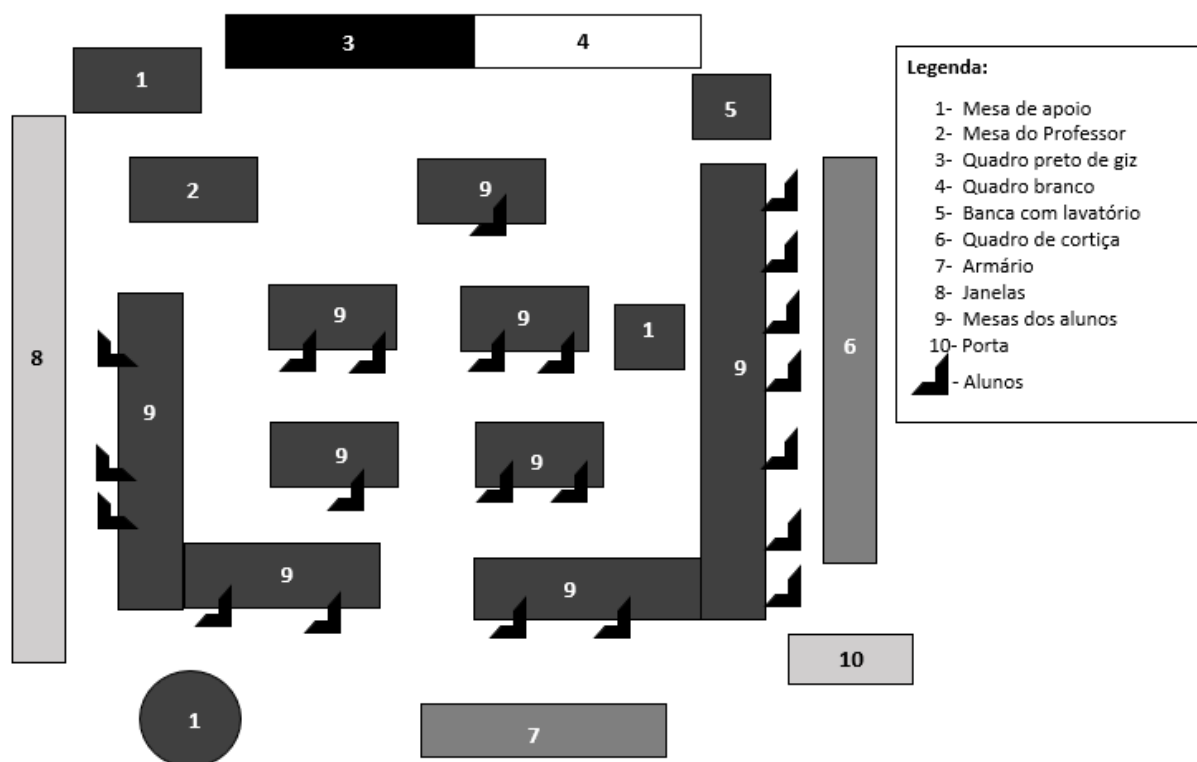 3 4
1
5
2
9
9
9
1
8
9
9
9
9
6
9
9
10
1
7
Legenda:
1- Mesa de apoio
2- Mesa do Professor
3- Quadro preto de giz
4- Quadro branco
5- Banca com lavatório
6- Quadro de cortiça
7- Armário
8- Janelas
9- Mesas dos alunos
10- Porta
- Alunos